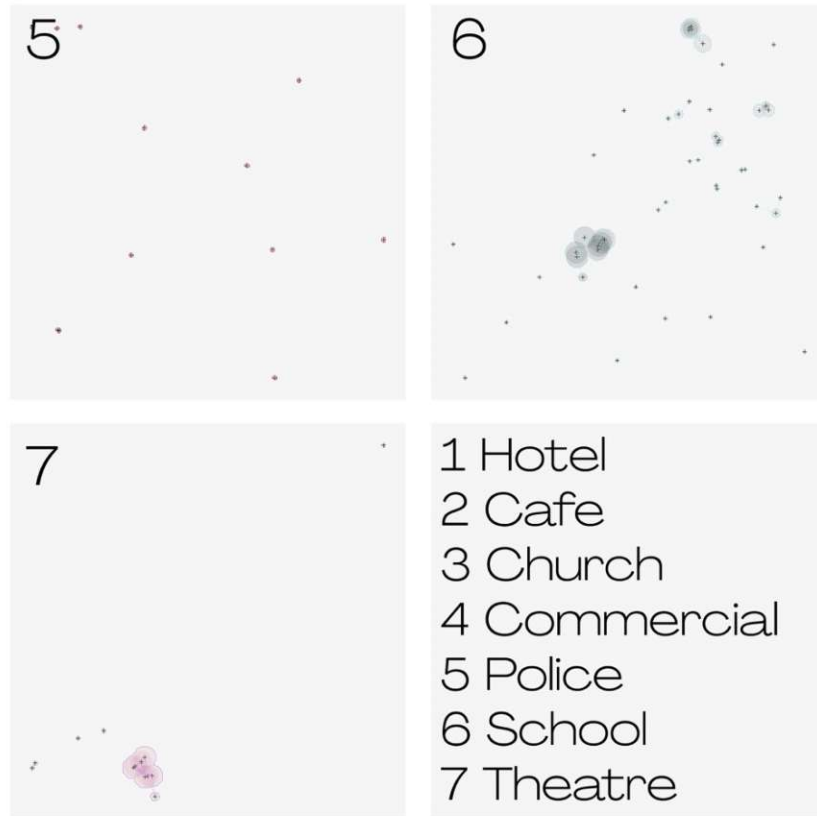 5
6
7
1 Hotel
2 Cafe
3 Church
4 Commercial
5 Police
6 School
7 Theatre